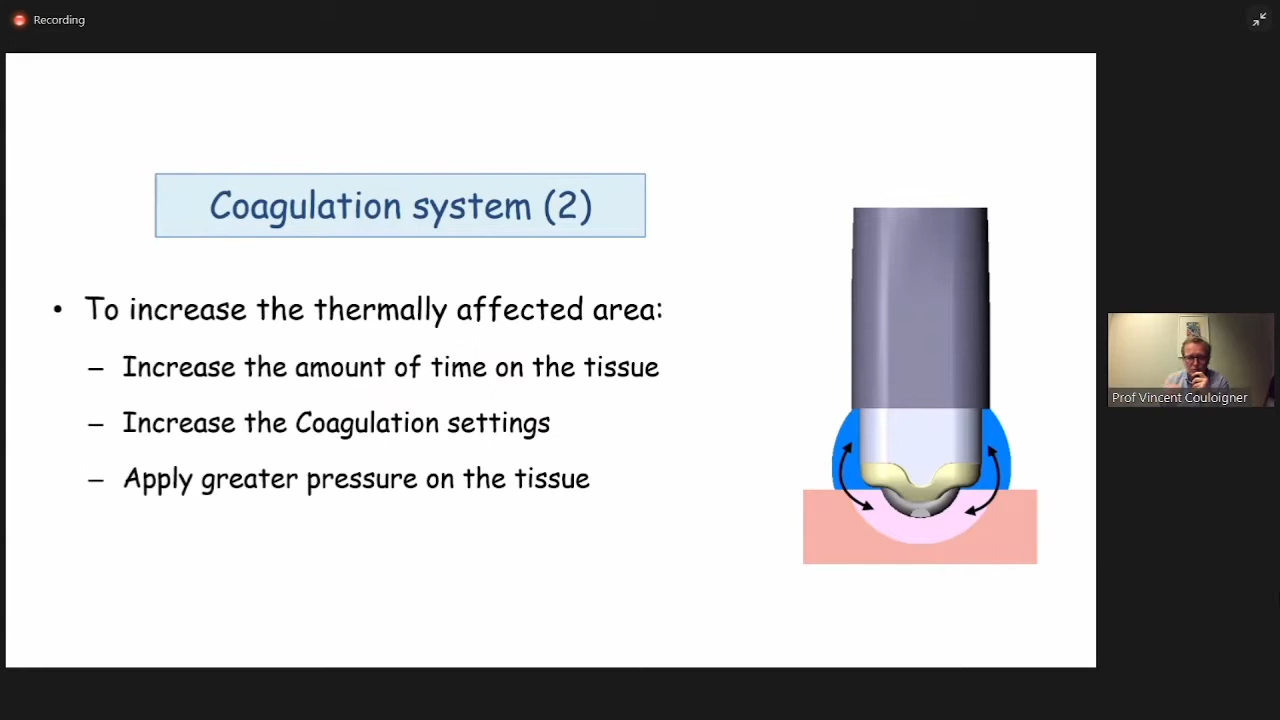 Recording
Coagulation system (2)
• To increase the thermally affected area:
– Increase the amount of time on the tissue
– Increase the Coagulation settings
– Apply greater pressure on the tissue
Prof Vincent Couloigner